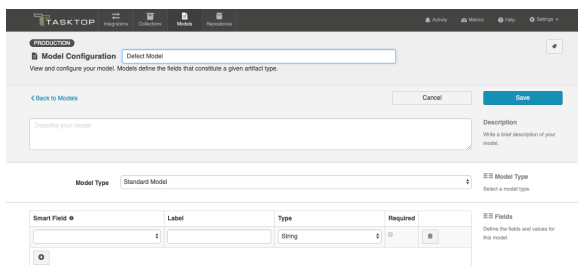 TASKTOP
Integrations
Collections
Models
Repositories
Activity
Metrics
Help
Settings
PRODUCTION
Model Configuration
Defect Model
View and configure your model. Models define the fields that constitute a given artifact type.
Back to Models
Cancel
Save
Describe your model
Description
Write a brief description of your
model.
Model Type
Standard Model
Model Type
Select a model type.
Smart Field
Label
Type
Required
String
Fields
Define the fields and values for
this model.